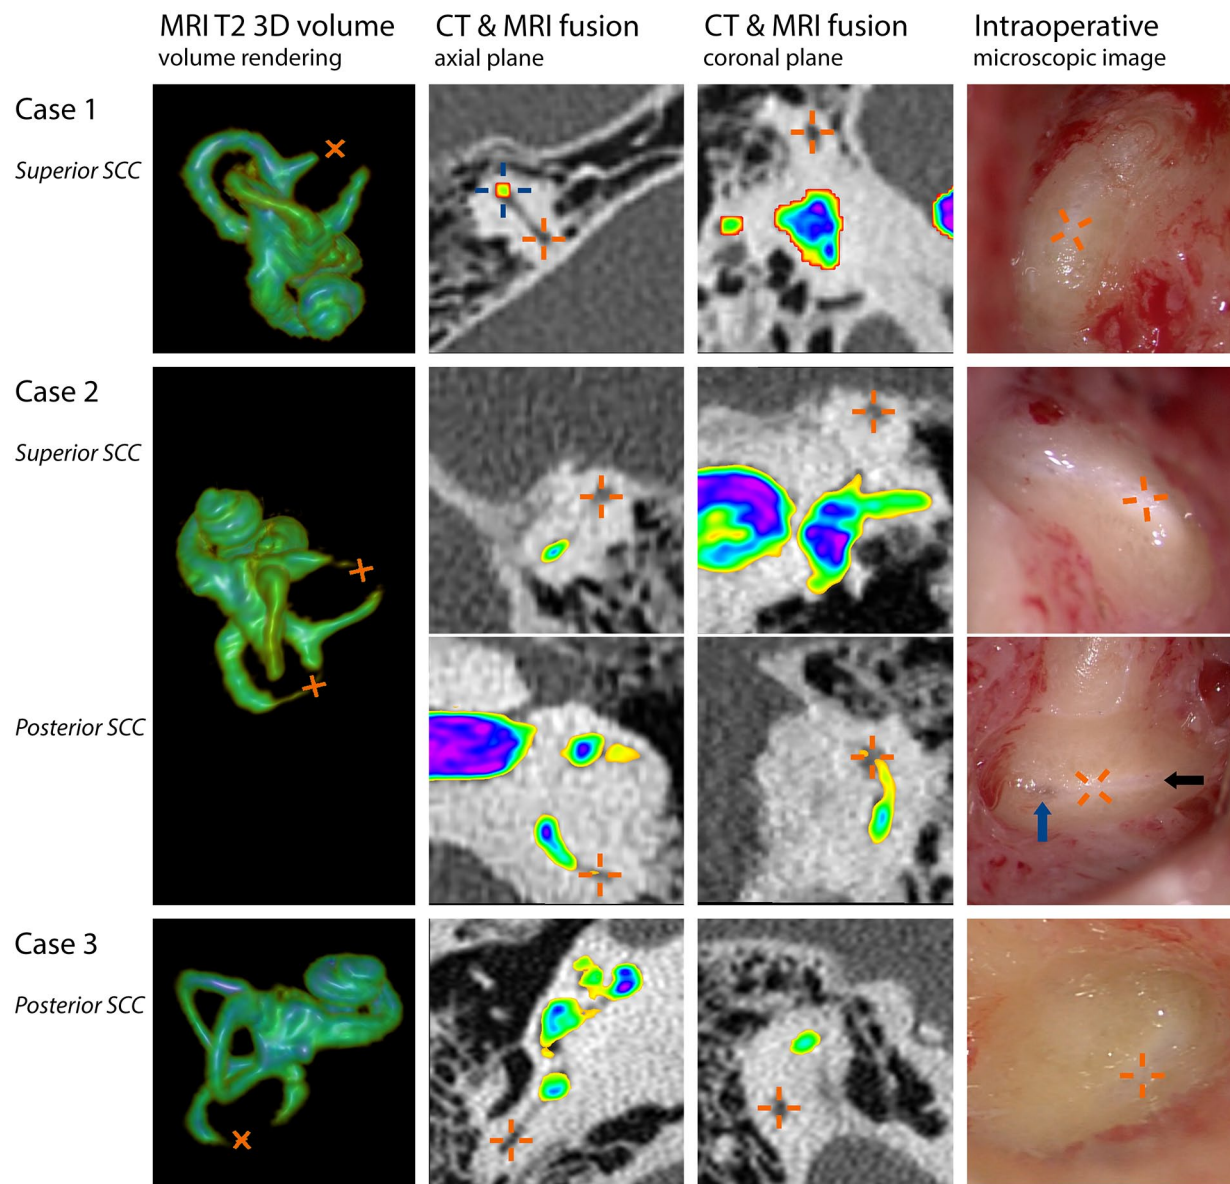 MRI T2 3D volume
volume rendering
CT & MRI fusion
axial plane
CT & MRI fusion
coronal plane
Intraoperative
microscopic image
Case 1
Superior SCC
Case 2
Superior SCC
Posterior SCC
Case 3
Posterior SCC